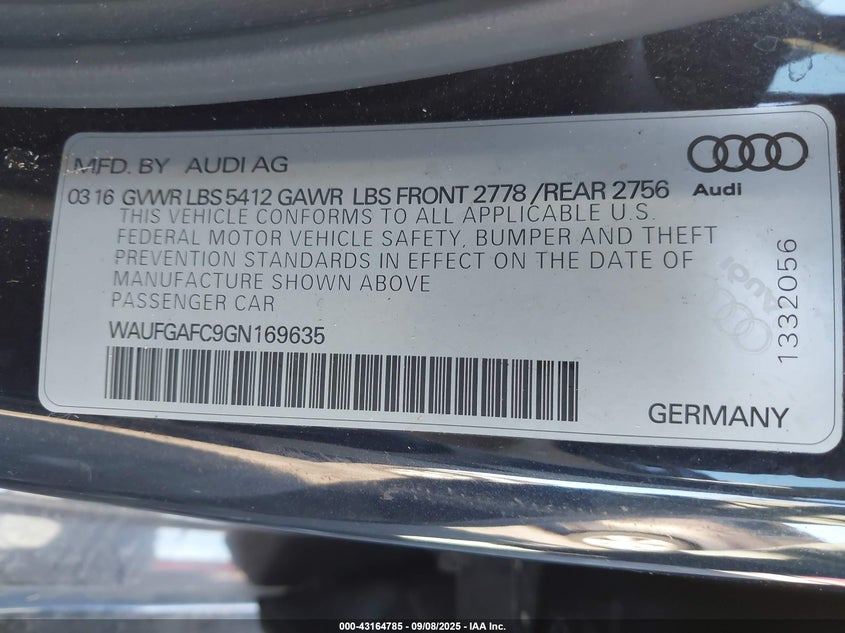 MFD. BY AUDI AG
03 16 GVWR LBS 5412 GAWR LBS FRONT 2778 /REAR 2756
Audi
THIS VEHICLE CONFORMS TO ALL APPLICABLE U.S.
FEDERAL MOTOR VEHICLE SAFETY, BUMPER AND THEFT
PREVENTION STANDARDS IN EFFECT ON THE DATE OF
MANUFACTURE SHOWN ABOVE
PASSENGER CAR
WAUFGAFC9GN169635
1332056
Audi
GERMANY
000-43164785 - 09/08/2025 - IAA Inc.